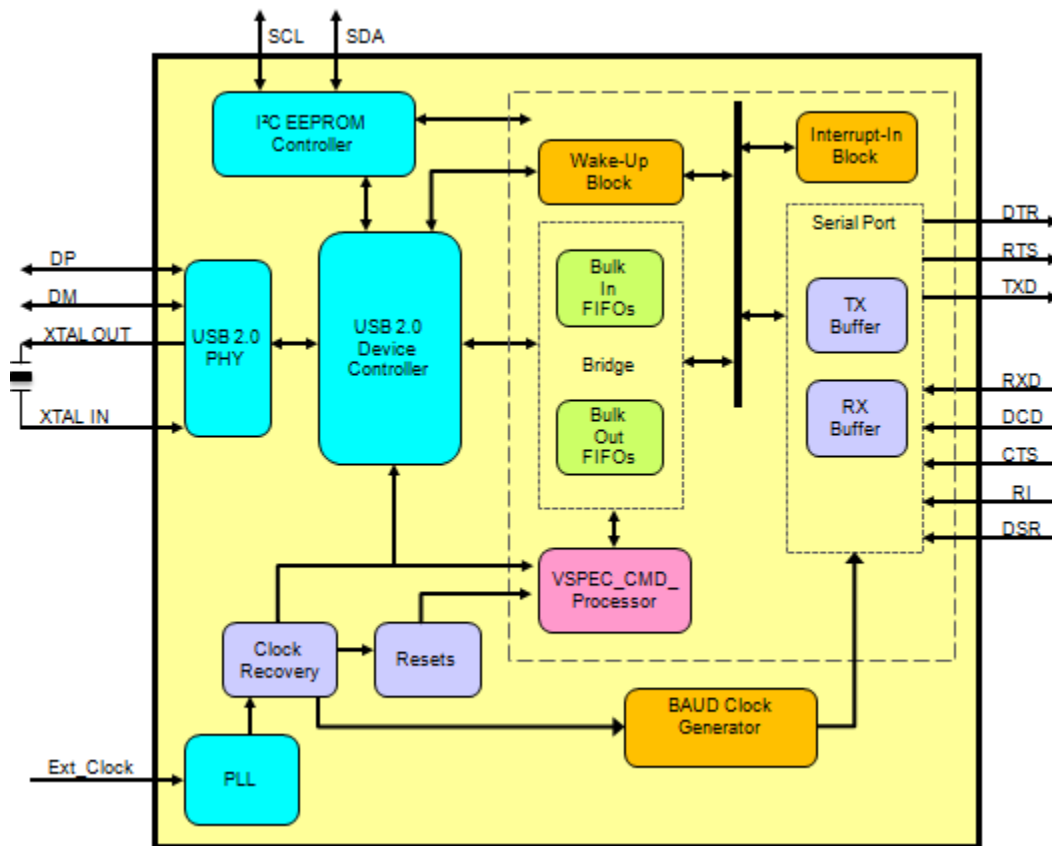 SCL
SDA
I²C EEPROM
Controller
Wake-Up
Block
Interrupt-In
Block
Serial Port
DTR
RTS
TXD
DP
DM
XTAL OUT
XTAL IN
USB 2.0
PHY
USB 2.0
Device
Controller
Bulk
In
FIFOs
Bridge
Bulk
Out
FIFOs
TX
Buffer
RX
Buffer
RXD
DCD
CTS
RI
DSR
VSPEC_CMD_
Processor
Clock
Recovery
Resets
BAUD Clock
Generator
Ext_Clock
PLL